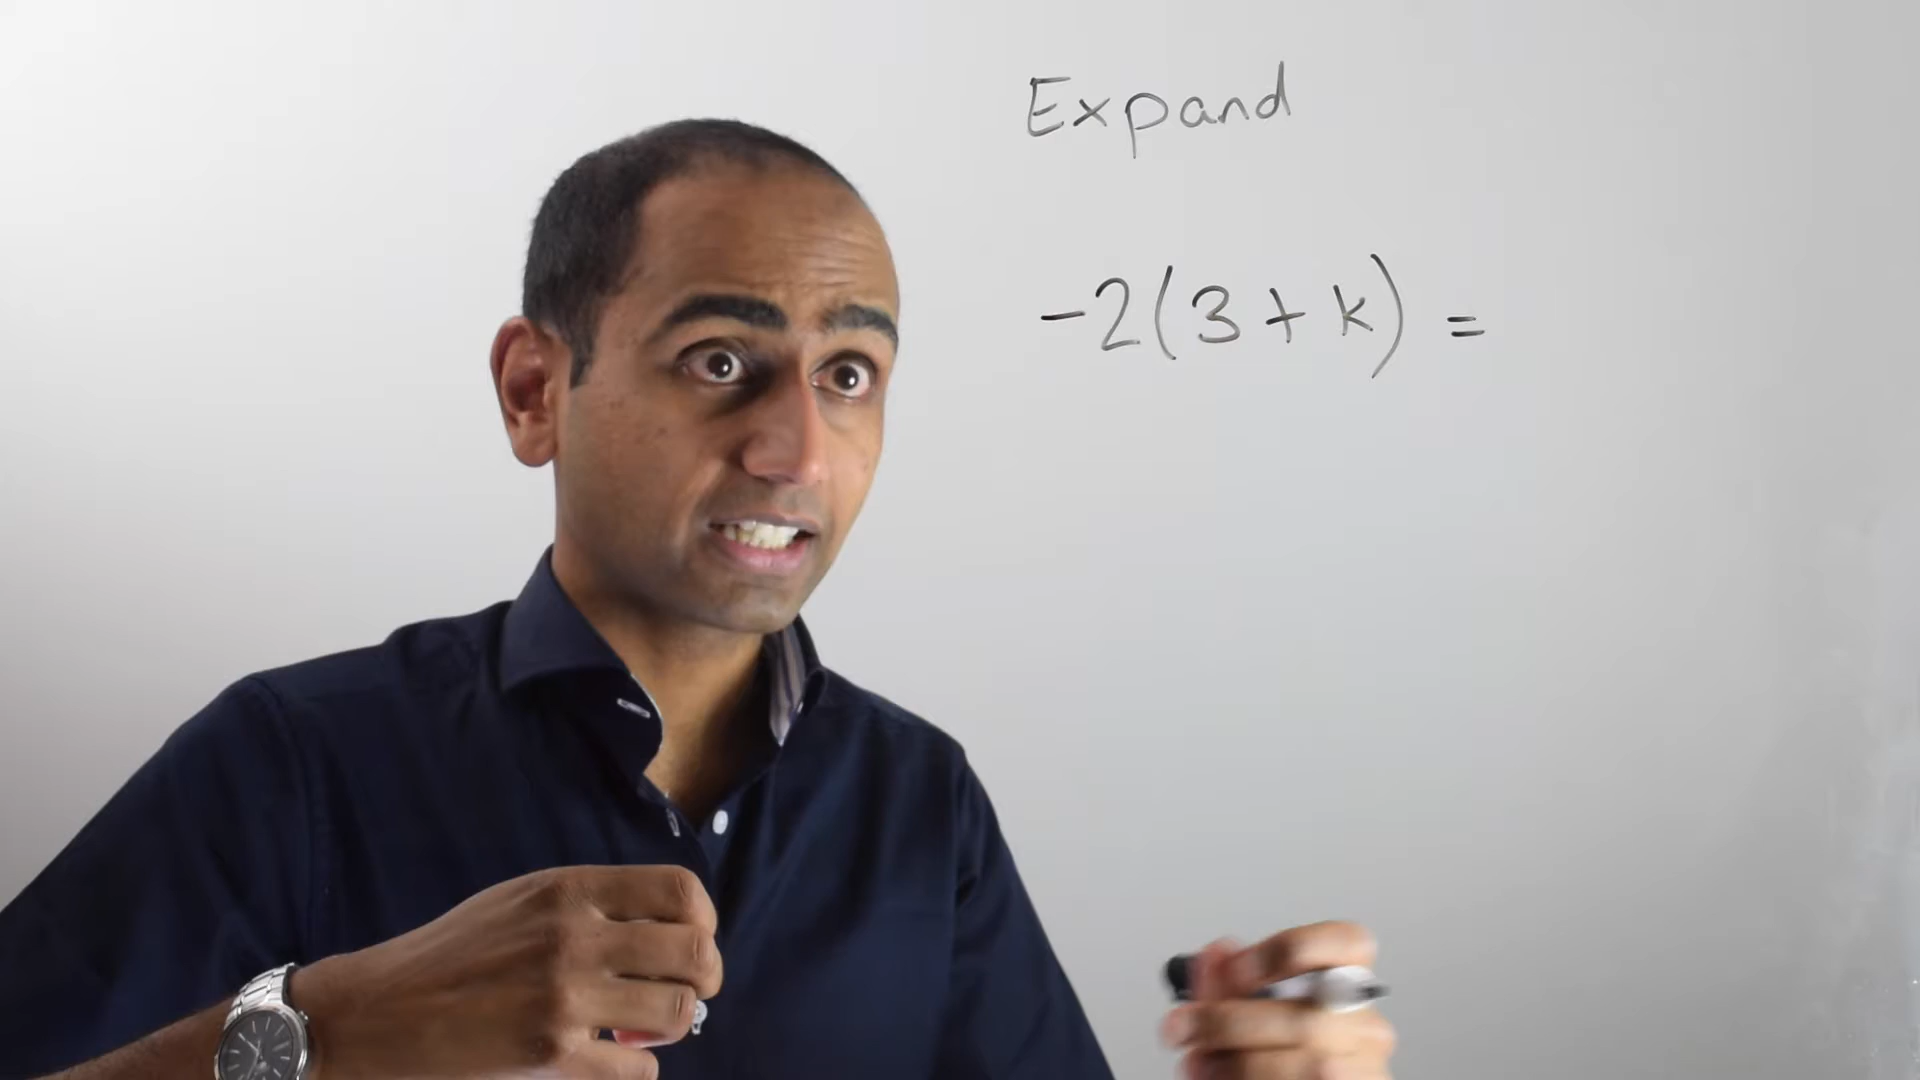 Expand
-2(3+k) =